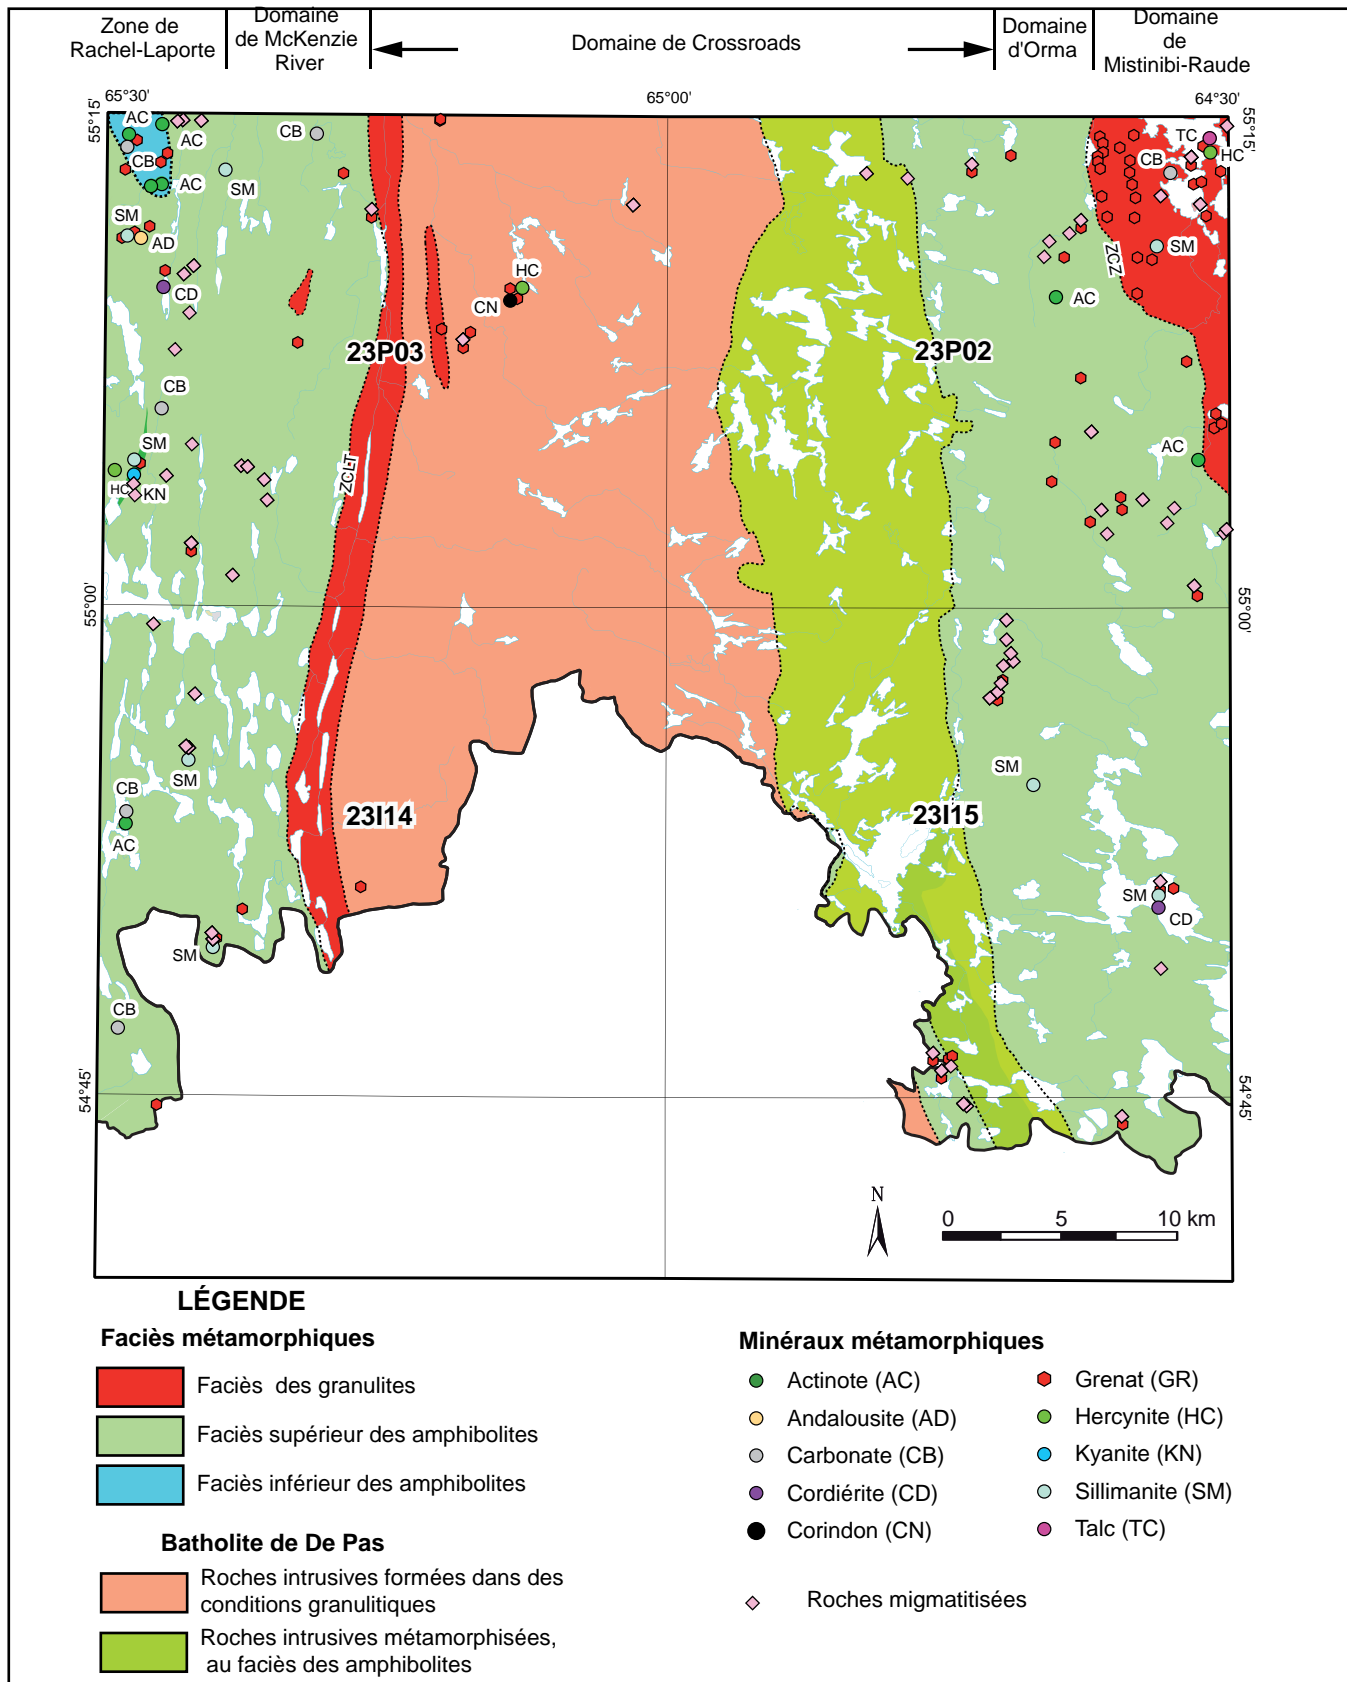 Zone de
Rachel-Laporte
Domaine
de McKenzie
River
Domaine de Crossroads
Domaine
d'Orma
Domaine
de
Mistinibi-Raude
65°30'
65°00'
64°30'
55°15'
55°15'
AC
AC
CB
CB
AC
SM
SM
AD
CD
TC
HC
CB
SM
ZCZ
AC
HC
CN
23P03
23P02
CB
SM
HC
KN
ZCLT
AC
55°00'
55°00'
SM
SM
CB
AC
23I14
23I15
SM
CD
SM
CB
54°45'
54°45'
N
0 5 10 km
LÉGENDE
Faciès métamorphiques
Faciès des granulites
Faciès supérieur des amphibolites
Faciès inférieur des amphibolites
Batholite de De Pas
Roches intrusives formées dans des
conditions granulitiques
Roches intrusives métamorphisées,
au faciès des amphibolites
Minéraux métamorphiques
Actinote (AC)
Andalousite (AD)
Carbonate (CB)
Cordiérite (CD)
Corindon (CN)
Grenat (GR)
Hercynite (HC)
Kyanite (KN)
Sillimanite (SM)
Talc (TC)
Roches migmatitisées